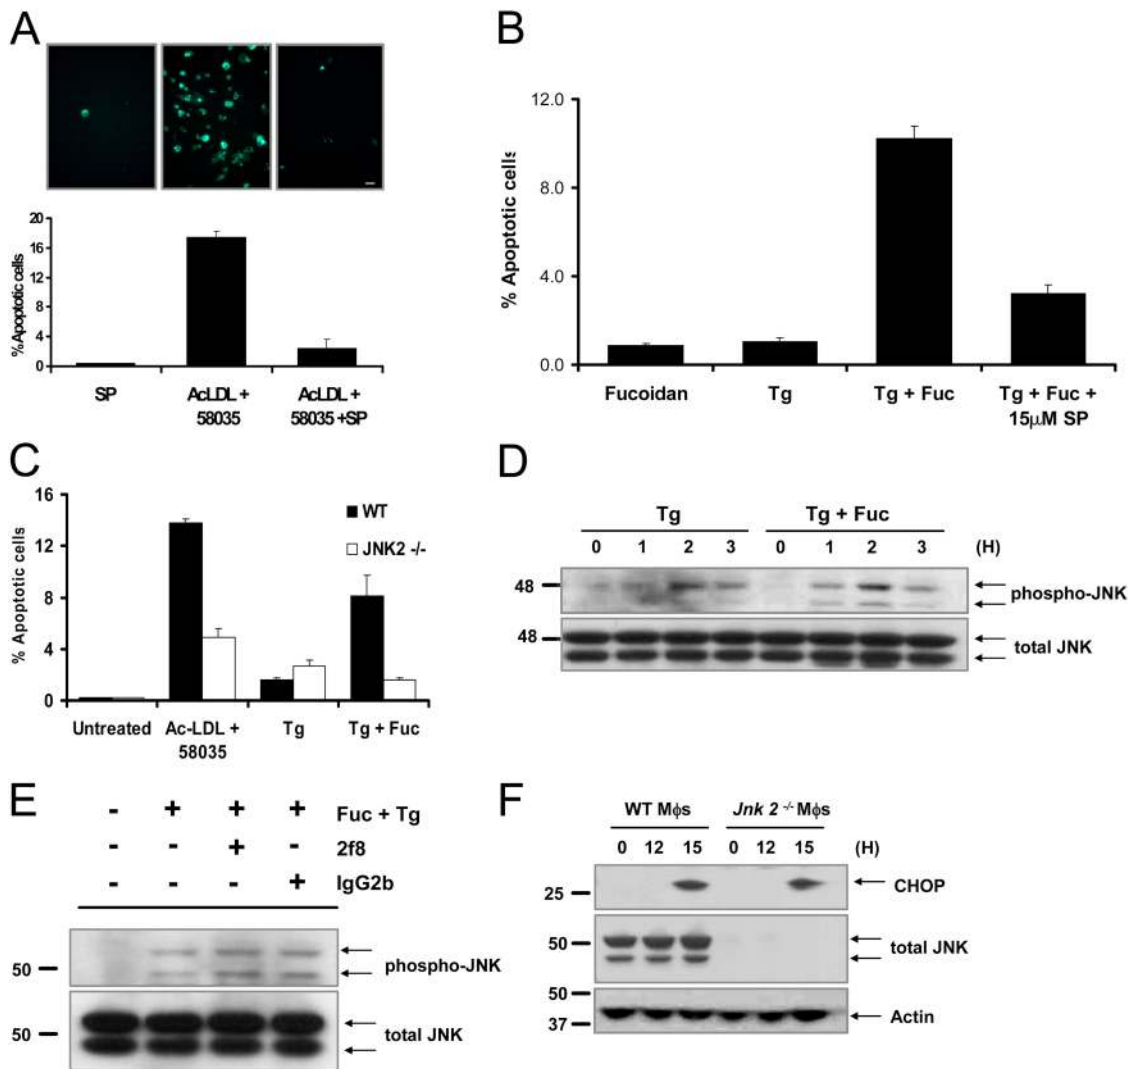 A
% Apoptotic cells
20
16
12
8
4
0
SP
AcLDL +
58035
AcLDL +
58035 +SP
B
% Apoptotic cells
12.0
8.0
4.0
0.0
Fucoidan
Tg
Tg + Fuc
Tg + Fuc +
15µM SP
C
% Apoptotic cells
16
12
8
4
0
WT
JNK2 -/-
Untreated
Ac-LDL +
58035
Tg
Tg + Fuc
D
Tg Tg + Fuc
0 1 2 3 0 1 2 3 (H)
48 phospho-JNK
48 total JNK
E
- + + + Fuc + Tg
- - + - 2f8
- - - + IgG2b
50 phospho-JNK
50 total JNK
F
WT Mϕs Jnk 2 -/- Mϕs
0 12 15 0 12 15 (H)
25 CHOP
50 total JNK
50
37 Actin